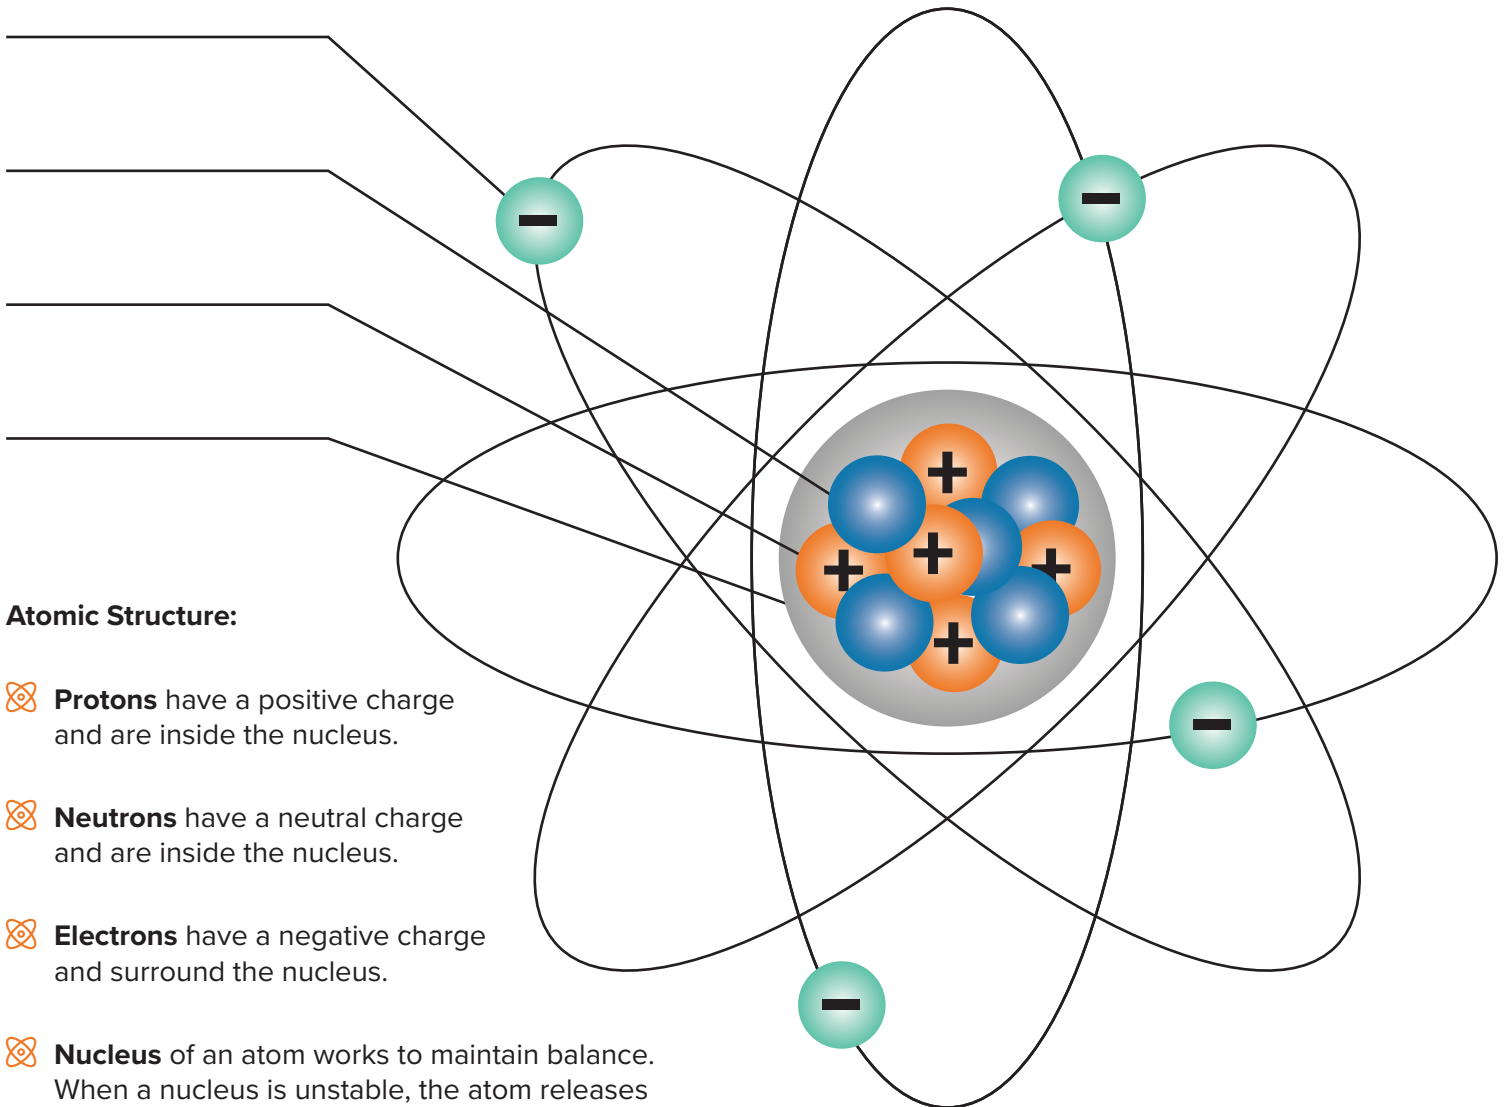 −
−
+
+
+
+
+
−
−
Atomic Structure:
Protons have a positive charge
and are inside the nucleus.
Neutrons have a neutral charge
and are inside the nucleus.
Electrons have a negative charge
and surround the nucleus.
Nucleus of an atom works to maintain balance.
When a nucleus is unstable, the atom releases